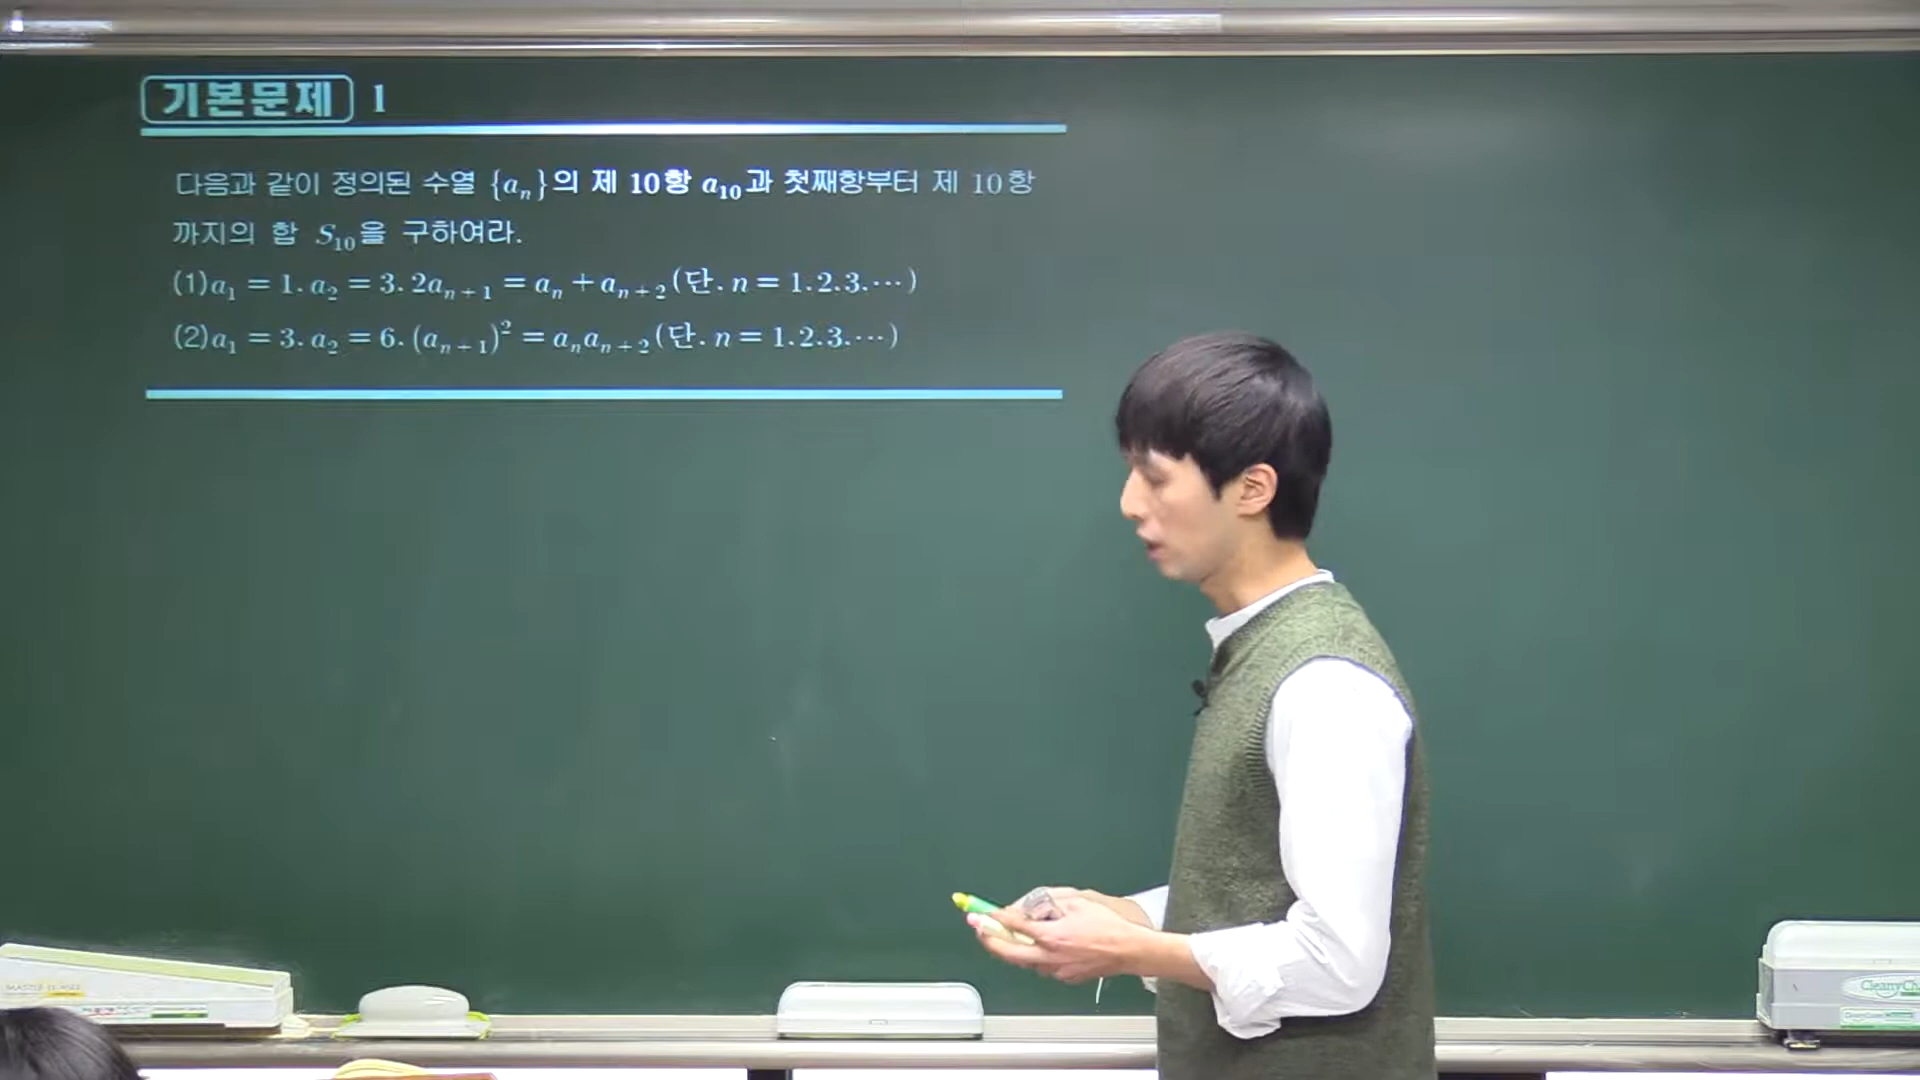 기본문제 1
다음과 같이 정의된 수열 {aₙ}의 제 10항 a₁₀과 첫째항부터 제 10항
까지의 합 S₁₀을 구하여라.
(1)a₁ = 1. a₂ = 3. 2aₙ₊₁ = aₙ + aₙ₊₂(단. n = 1.2.3.⋯)
(2)a₁ = 3. a₂ = 6. (aₙ₊₁)² = aₙaₙ₊₂(단. n = 1.2.3.⋯)